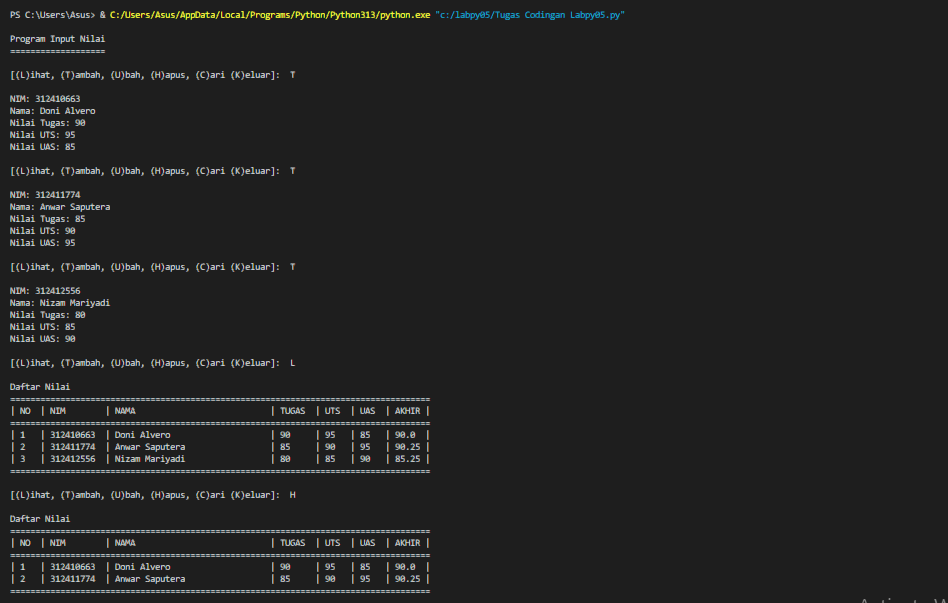 PS C:\Users\Asus> & C:/Users/Asus/AppData/Local/Programs/Python/Python313/python.exe "c:/labpy05/Tugas Codingan Labpy05.py"
Program Input Nilai
===================
[(L)ihat, (T)ambah, (U)bah, (H)apus, (C)ari (K)eluar]:  T
NIM: 312410663
Nama: Doni Alvero
Nilai Tugas: 90
Nilai UTS: 95
Nilai UAS: 85
[(L)ihat, (T)ambah, (U)bah, (H)apus, (C)ari (K)eluar]:  T
NIM: 312411774
Nama: Anwar Saputera
Nilai Tugas: 85
Nilai UTS: 90
Nilai UAS: 95
[(L)ihat, (T)ambah, (U)bah, (H)apus, (C)ari (K)eluar]:  T
NIM: 312412556
Nama: Nizam Mariyadi
Nilai Tugas: 80
Nilai UTS: 85
Nilai UAS: 90
[(L)ihat, (T)ambah, (U)bah, (H)apus, (C)ari (K)eluar]:  L
Daftar Nilai
====================================================================================
| NO  | NIM        | NAMA                           | TUGAS  | UTS  | UAS  | AKHIR |
====================================================================================
| 1   | 312410663  | Doni Alvero                    | 90     | 95   | 85   | 90.0  |
| 2   | 312411774  | Anwar Saputera                 | 85     | 90   | 95   | 90.25 |
| 3   | 312412556  | Nizam Mariyadi                 | 80     | 85   | 90   | 85.25 |
====================================================================================
[(L)ihat, (T)ambah, (U)bah, (H)apus, (C)ari (K)eluar]:  H
Daftar Nilai
====================================================================================
| NO  | NIM        | NAMA                           | TUGAS  | UTS  | UAS  | AKHIR |
====================================================================================
| 1   | 312410663  | Doni Alvero                    | 90     | 95   | 85   | 90.0  |
| 2   | 312411774  | Anwar Saputera                 | 85     | 90   | 95   | 90.25 |
====================================================================================